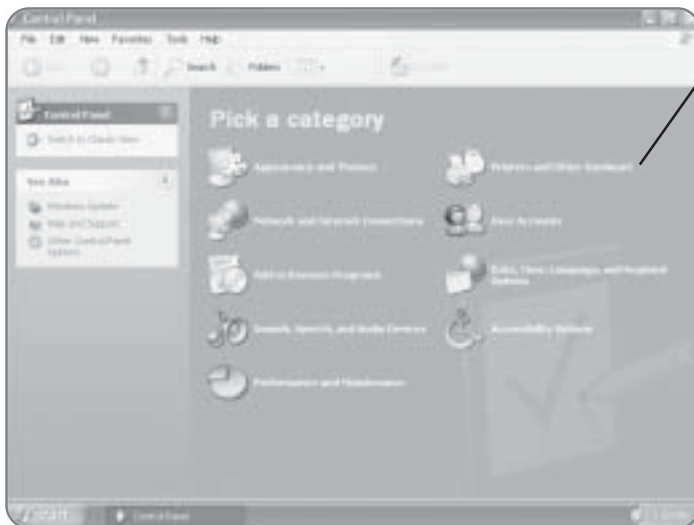 Control Panel
File Edit View Favorites Tools Help
Search Folders
Control Panel
Switch to Classic View
See Also
Windows Update
Help and Support
Other Control Panel
Options
Pick a category
Appearance and Themes
Printers and Other Hardware
Network and Internet Connections
User Accounts
Add or Remove Programs
Date, Time, Language, and Regional
Options
Sounds, Speech, and Audio Devices
Accessibility Options
Performance and Maintenance
start
Control Panel